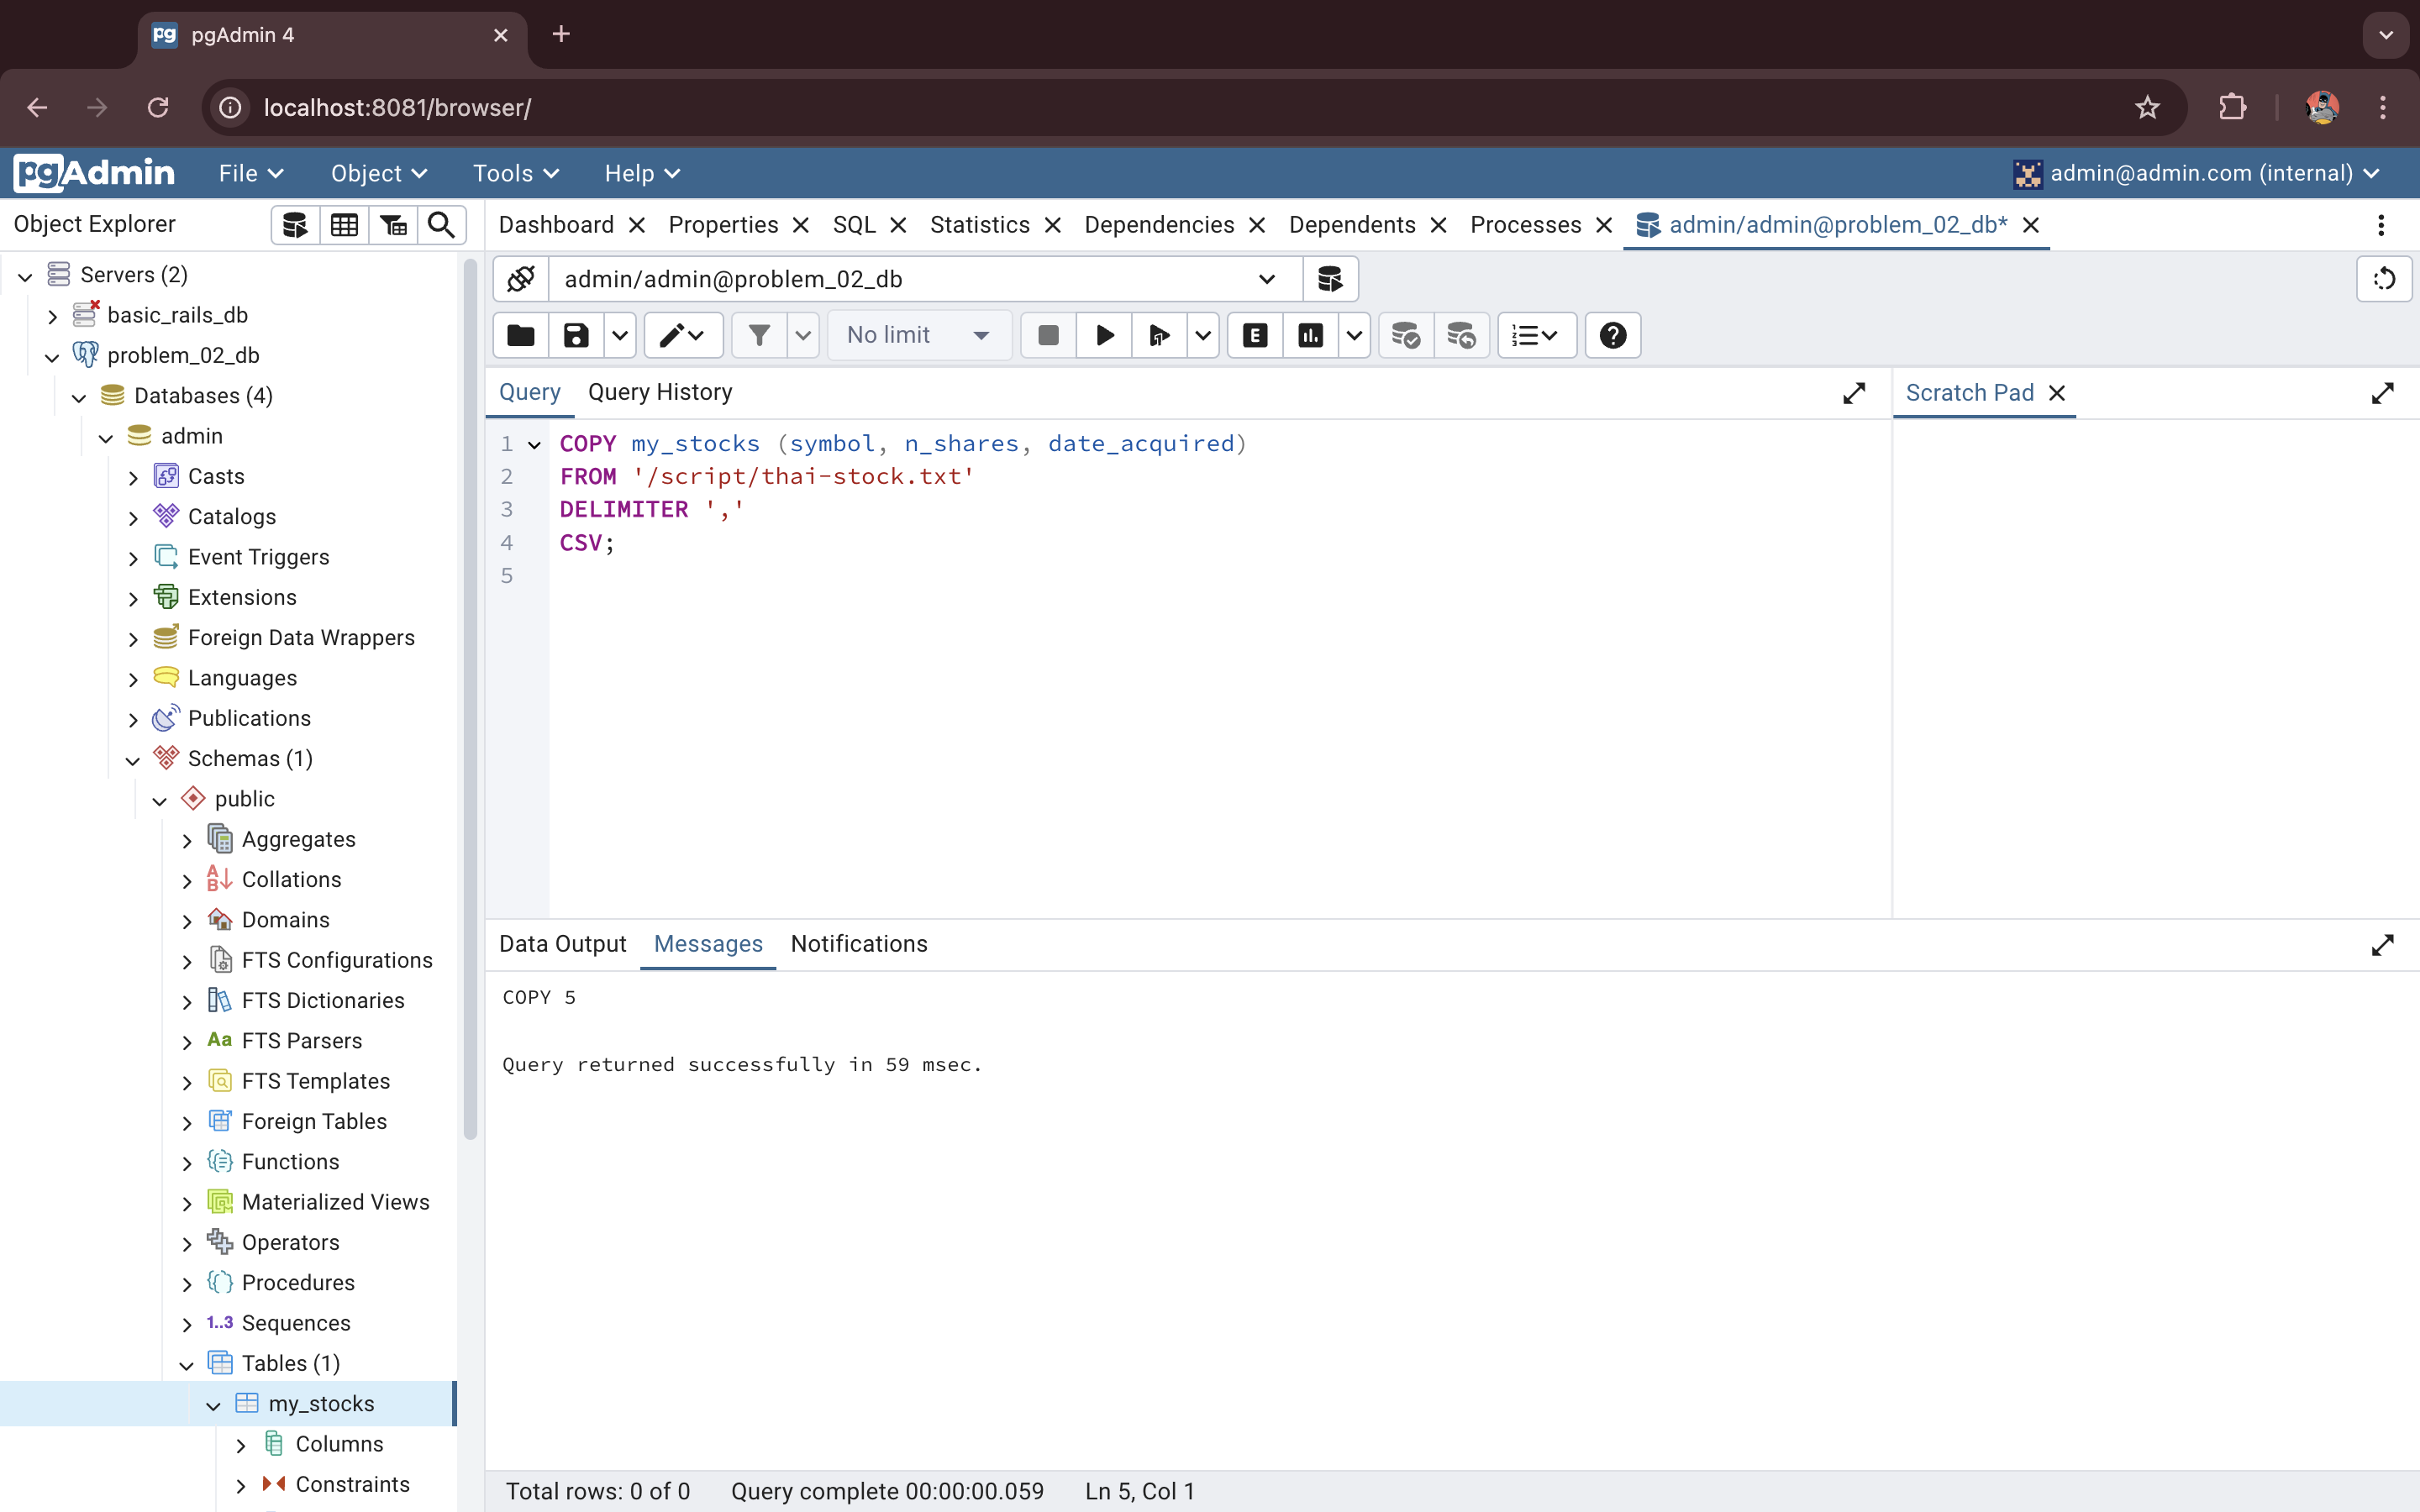 pgAdmin 4
localhost:8081/browser/
pgAdmin File Object Tools Help admin@admin.com (internal)
Object Explorer
Dashboard Properties SQL Statistics Dependencies Dependents Processes admin/admin@problem_02_db*
Servers (2)
basic_rails_db
problem_02_db
Databases (4)
admin
Casts
Catalogs
Event Triggers
Extensions
Foreign Data Wrappers
Languages
Publications
Schemas (1)
public
Aggregates
Collations
Domains
FTS Configurations
FTS Dictionaries
FTS Parsers
FTS Templates
Foreign Tables
Functions
Materialized Views
Operators
Procedures
1..3 Sequences
Tables (1)
my_stocks
Columns
Constraints
admin/admin@problem_02_db
No limit
Query Query History
Scratch Pad
1 COPY my_stocks (symbol, n_shares, date_acquired)
2 FROM '/script/thai-stock.txt'
3 DELIMITER ','
4 CSV;
5
Data Output Messages Notifications
COPY 5
Query returned successfully in 59 msec.
Total rows: 0 of 0 Query complete 00:00:00.059 Ln 5, Col 1